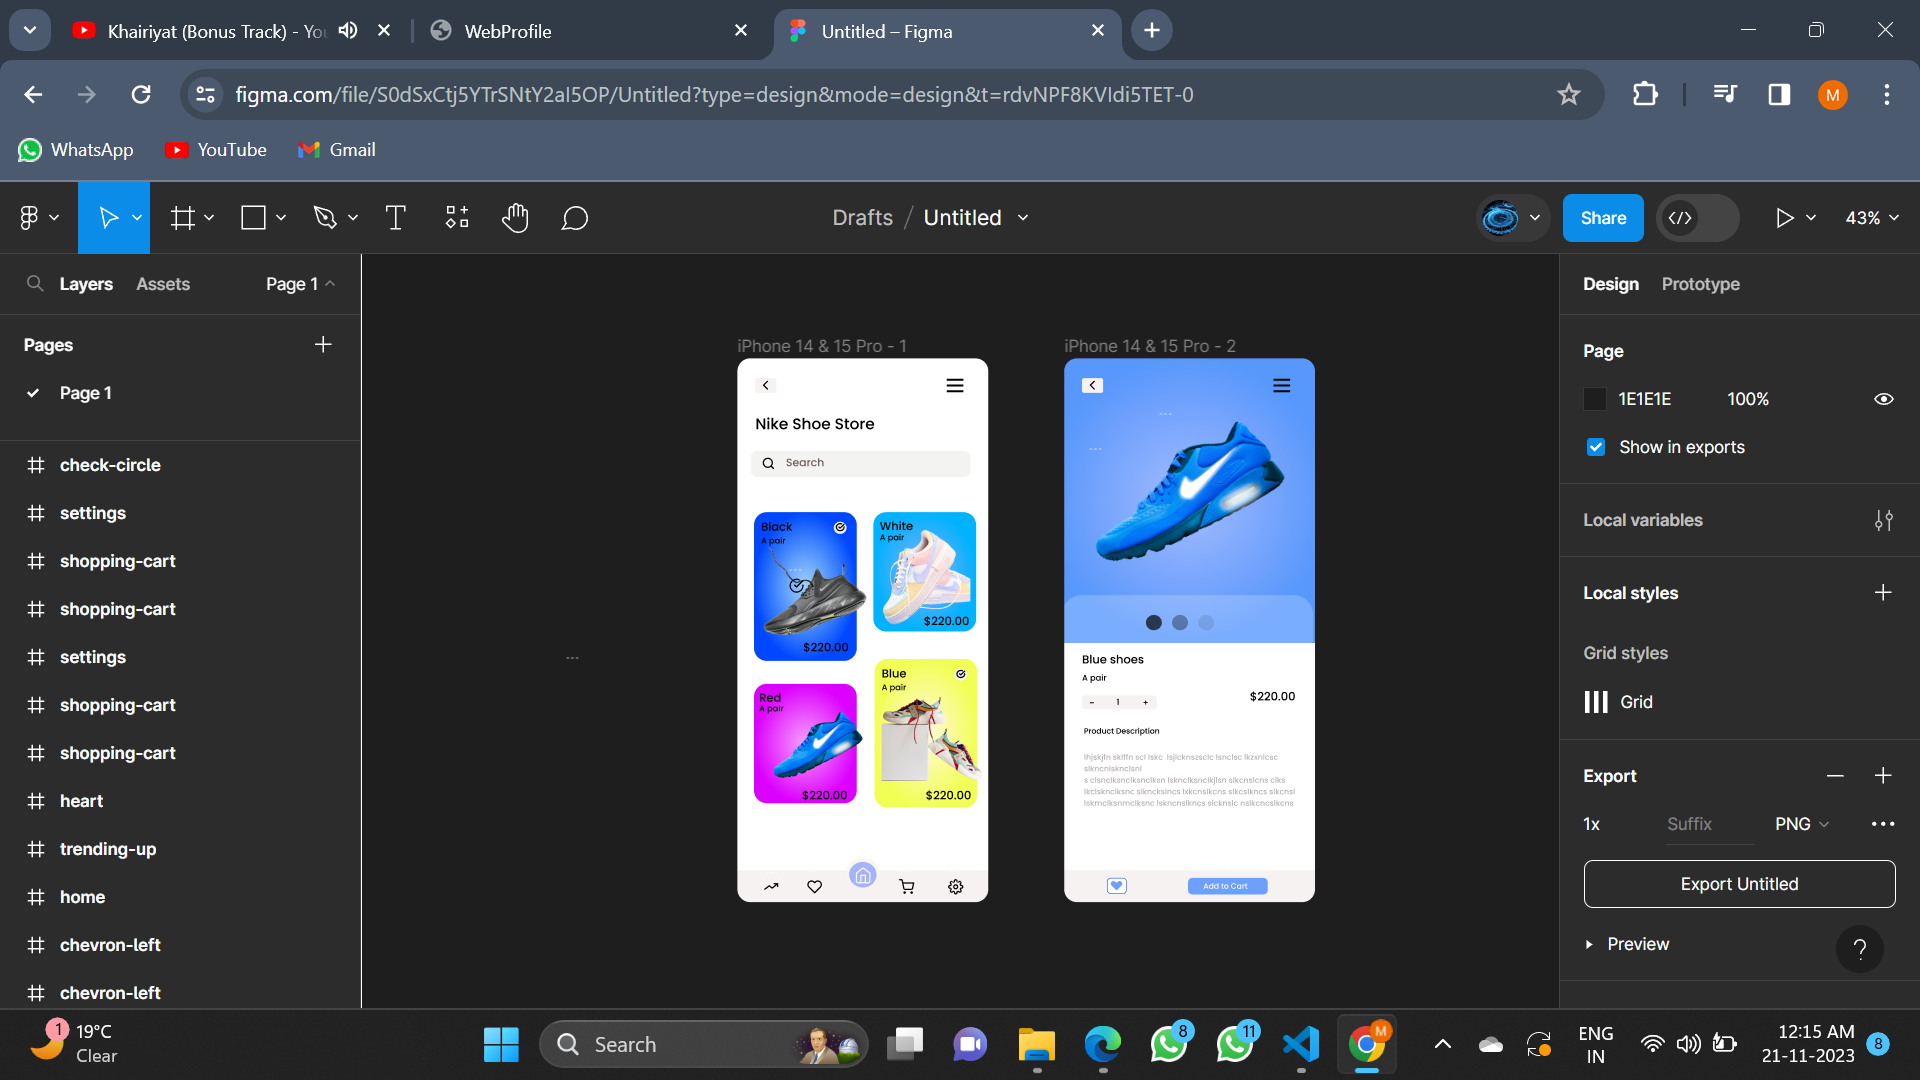 Khairiyat (Bonus Track) - You
WebProfile
Untitled – Figma
figma.com/file/S0dSxCtj5YTrSNtY2aI5OP/Untitled?type=design&mode=design&t=rdvNPF8KVIdi5TET-0
M
WhatsApp
YouTube
Gmail
Drafts / Untitled
Share
43%
Layers
Assets
Page 1
Design
Prototype
Pages
Page 1
check-circle
settings
shopping-cart
shopping-cart
settings
shopping-cart
shopping-cart
heart
trending-up
home
chevron-left
chevron-left
iPhone 14 & 15 Pro - 1
Nike Shoe Store
Search
Black
A pair
$220.00
White
A pair
$220.00
Red
A pair
$220.00
Blue
A pair
$220.00
iPhone 14 & 15 Pro - 2
Blue shoes
A pair
- 1 +
$220.00
Product Description
Add to Cart
Page
1E1E1E
100%
Show in exports
Local variables
Local styles
Grid styles
Grid
Export
1x
Suffix
PNG
Export Untitled
Preview
?
1
19°C
Clear
Search
8
11
M
ENG
IN
12:15 AM
21-11-2023
8